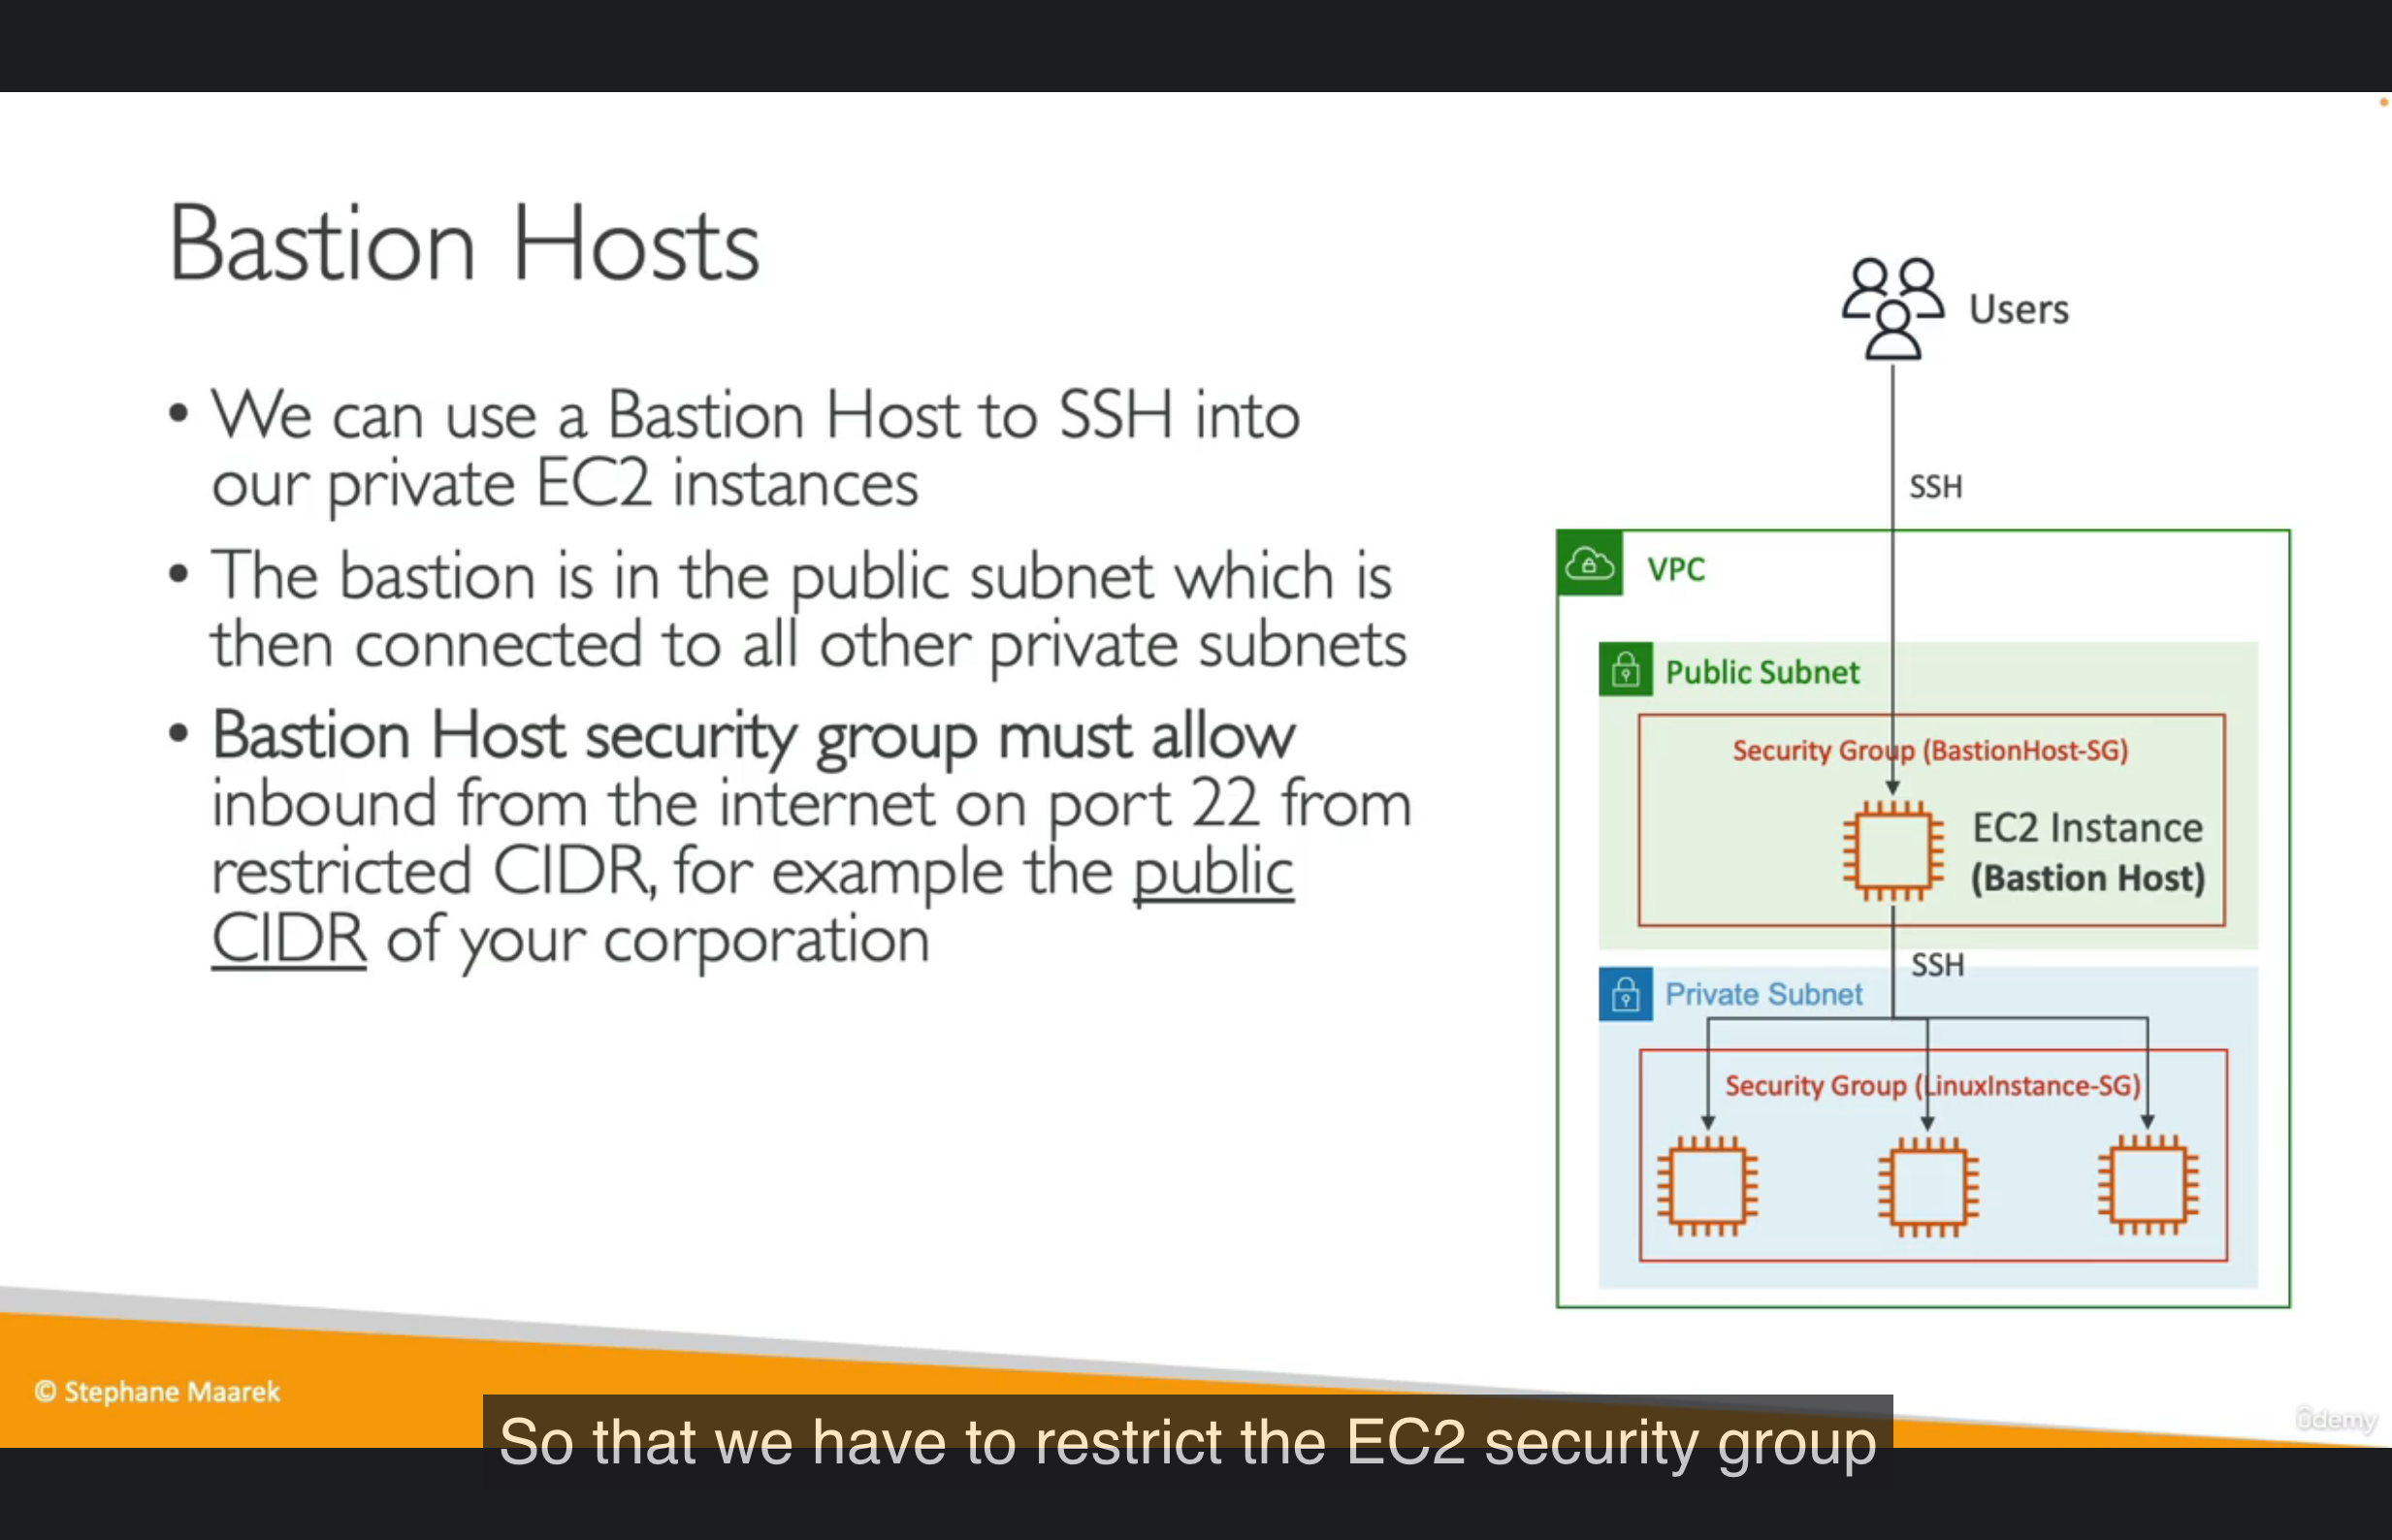 Bastion Hosts
• We can use a Bastion Host to SSH into
our private EC2 instances
• The bastion is in the public subnet which is
then connected to all other private subnets
• Bastion Host security group must allow
inbound from the internet on port 22 from
restricted CIDR, for example the public
CIDR of your corporation
Users
SSH
VPC
Public Subnet
Security Group (BastionHost-SG)
EC2 Instance
(Bastion Host)
SSH
Private Subnet
Security Group (LinuxInstance-SG)
© Stephane Maarek
So that we have to restrict the EC2 security group
ûdemy